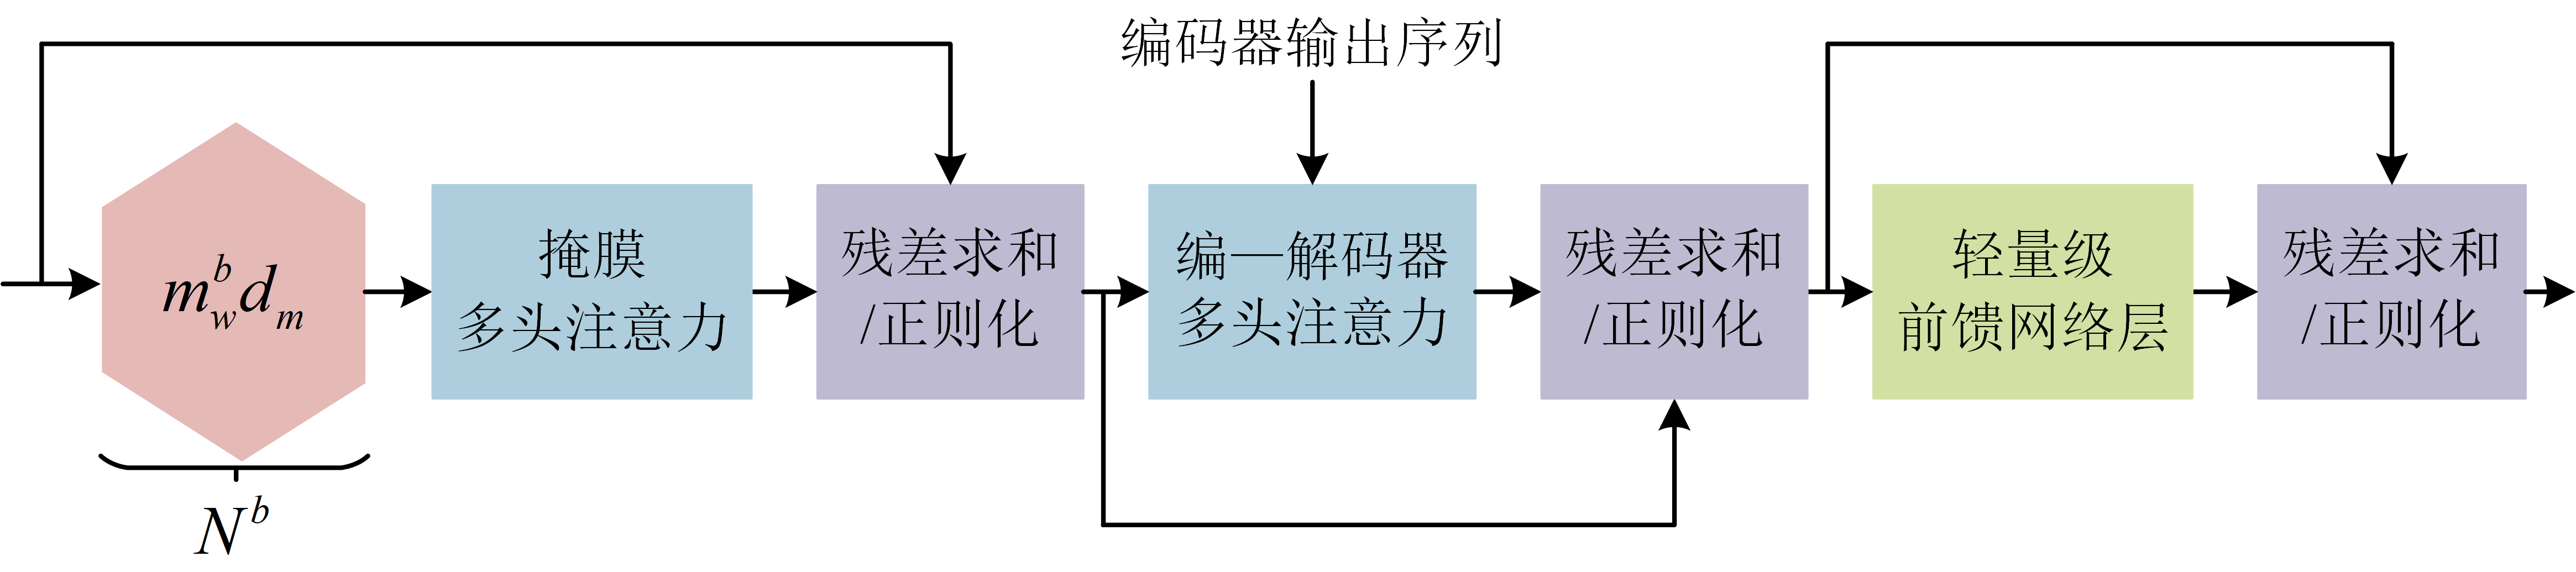 编码器输出序列
m_w^b d_m
掩膜
多头注意力
残差求和
/正则化
编—解码器
多头注意力
残差求和
/正则化
轻量级
前馈网络层
残差求和
/正则化
N^b